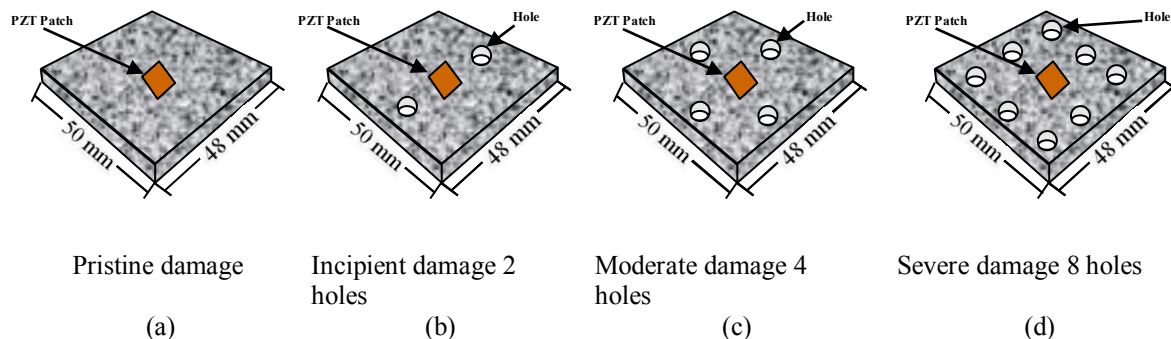 PZT Patch
50 mm
48 mm
Pristine damage
(a)
PZT Patch
Hole
50 mm
48 mm
Incipient damage 2
holes
(b)
PZT Patch
Hole
50 mm
48 mm
Moderate damage 4
holes
(c)
PZT Patch
Hole
50 mm
48 mm
Severe damage 8 holes
(d)